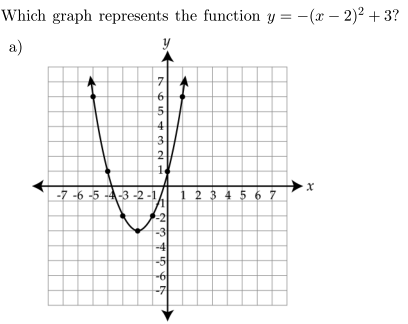 Which graph represents the function y = −(x − 2)² + 3?
a)
y
7
6
5
4
3
2
1
x
-7 -6 -5 -4 -3 -2 -1 1 2 3 4 5 6 7
-1
-2
-3
-4
-5
-6
-7